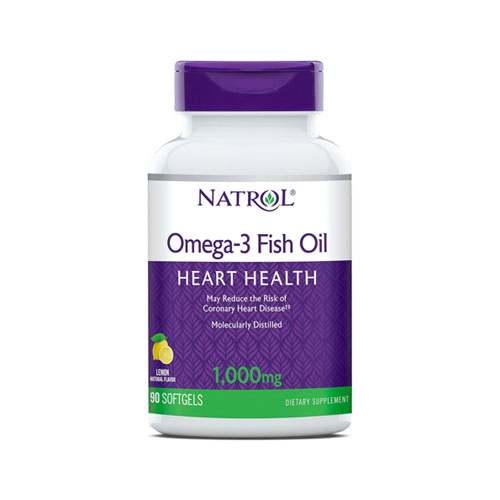 NATROL®
Omega-3 Fish Oil
HEART HEALTH
May Reduce the Risk of
Coronary Heart Disease†‡
Molecularly Distilled
LEMON
NATURAL FLAVOR
1,000mg
90 SOFTGELS
DIETARY SUPPLEMENT